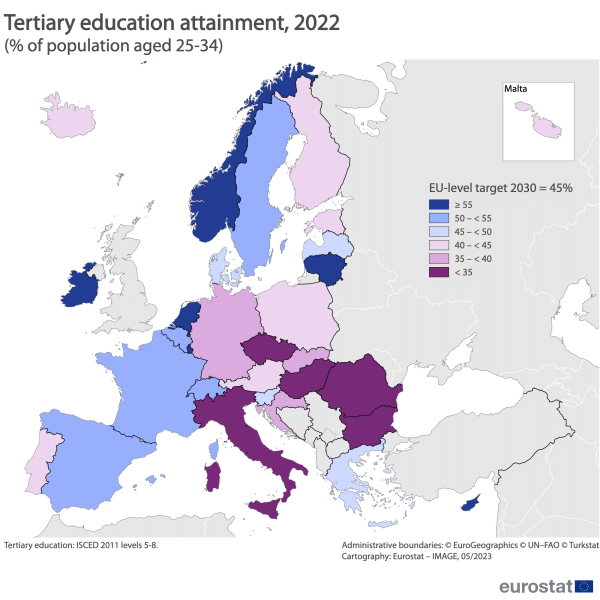 Tertiary education attainment, 2022
(% of population aged 25-34)
Malta
EU-level target 2030 = 45%
≥ 55
50 – < 55
45 – < 50
40 – < 45
35 – < 40
< 35
Tertiary education: ISCED 2011 levels 5-8.
Administrative boundaries: © EuroGeographics © UN–FAO © Turkstat
Cartography: Eurostat – IMAGE, 05/2023
eurostat